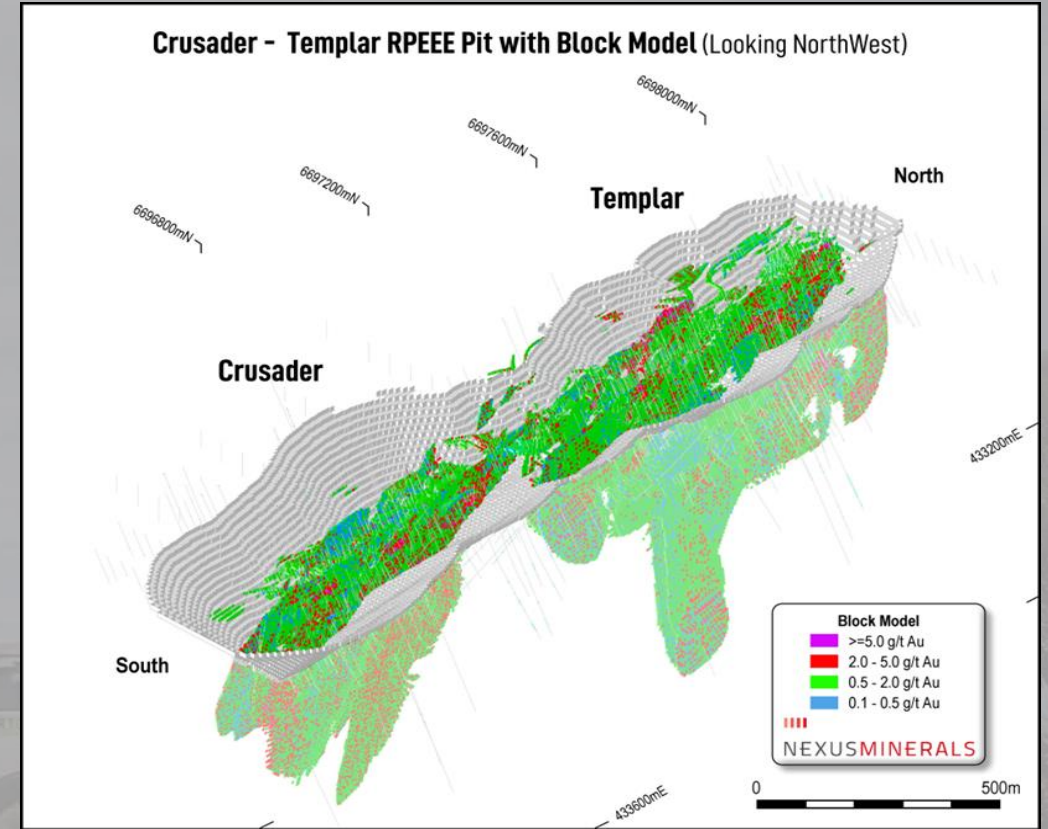 Crusader - Templar RPEEE Pit with Block Model (Looking NorthWest)
6698000mN
6697600mN
6697200mN
6696800mN
North
Templar
Crusader
433200mE
South
Block Model
>=5.0 g/t Au
2.0 - 5.0 g/t Au
0.5 - 2.0 g/t Au
0.1 - 0.5 g/t Au
NEXUSMINERALS
0 500m
433600mE